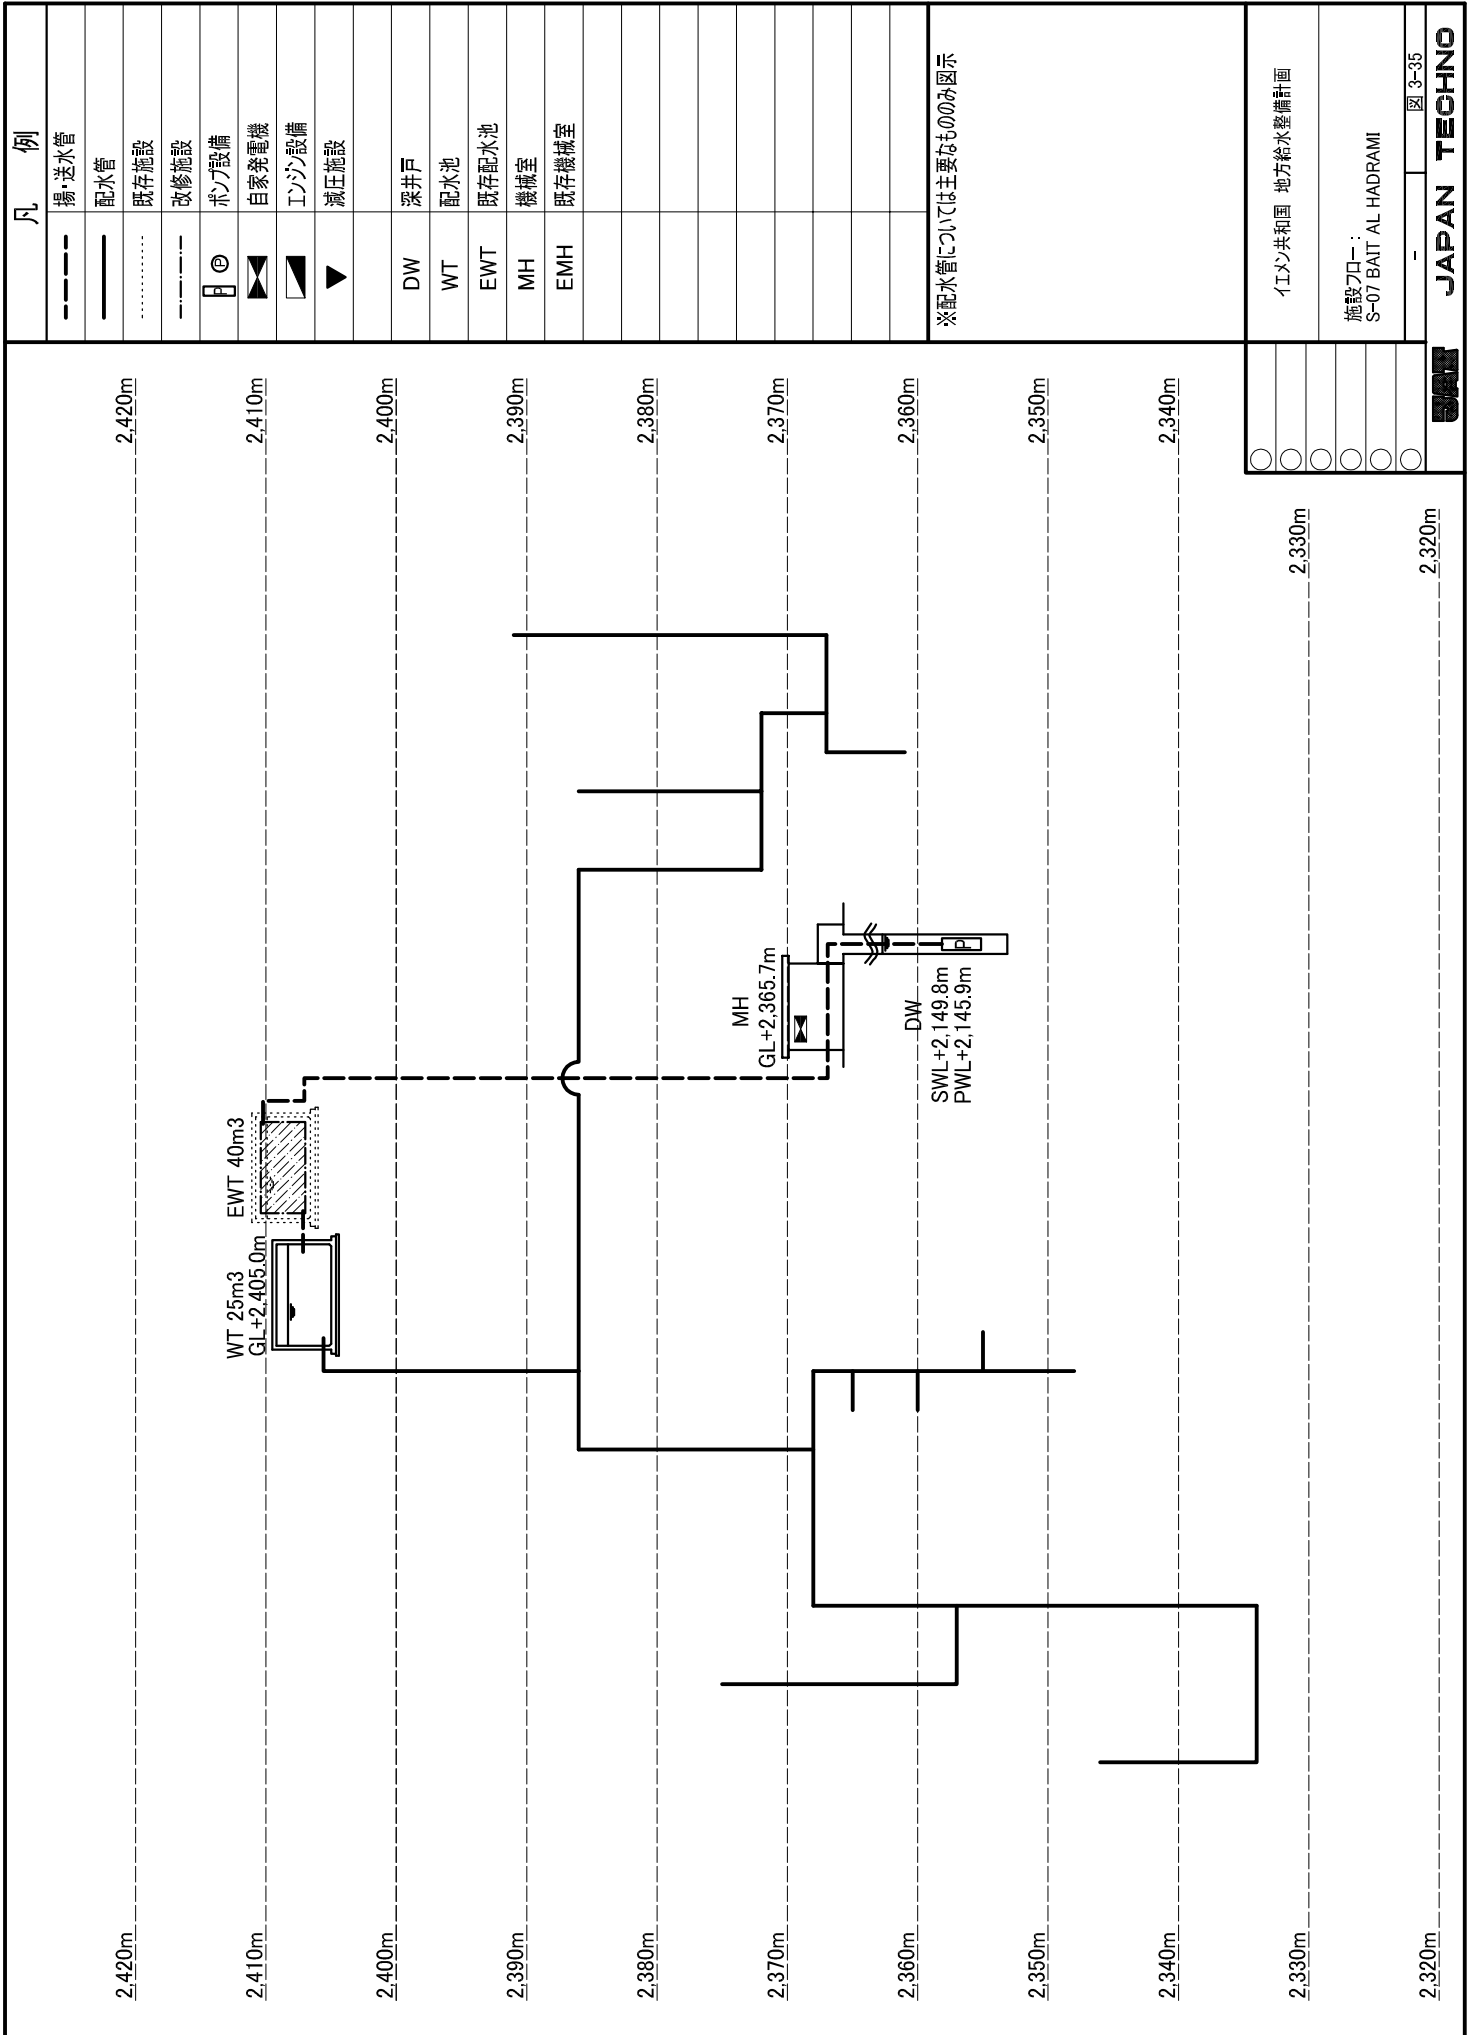 凡　例
揚・送水管
配水管
既存施設
改修施設
P P ポンプ設備
自家発電機
エンジン設備
減圧施設
DW 深井戸
WT 配水池
EWT 既存配水池
MH 機械室
EMH 既存機械室
※配水管については主要なもののみ図示
イエメン共和国　地方給水整備計画
施設フロー：
S-07 BAIT AL HADRAMI
- 図 3-35
JAPAN TECHNO
2,420m 2,420m
2,410m 2,410m
2,400m 2,400m
2,390m 2,390m
2,380m 2,380m
2,370m 2,370m
2,360m 2,360m
2,350m 2,350m
2,340m 2,340m
2,330m 2,330m
2,320m 2,320m
WT 25m3
GL+2,405.0m
EWT 40m3
MH
GL+2,365.7m
P
DW
SWL+2,149.8m
PWL+2,145.9m